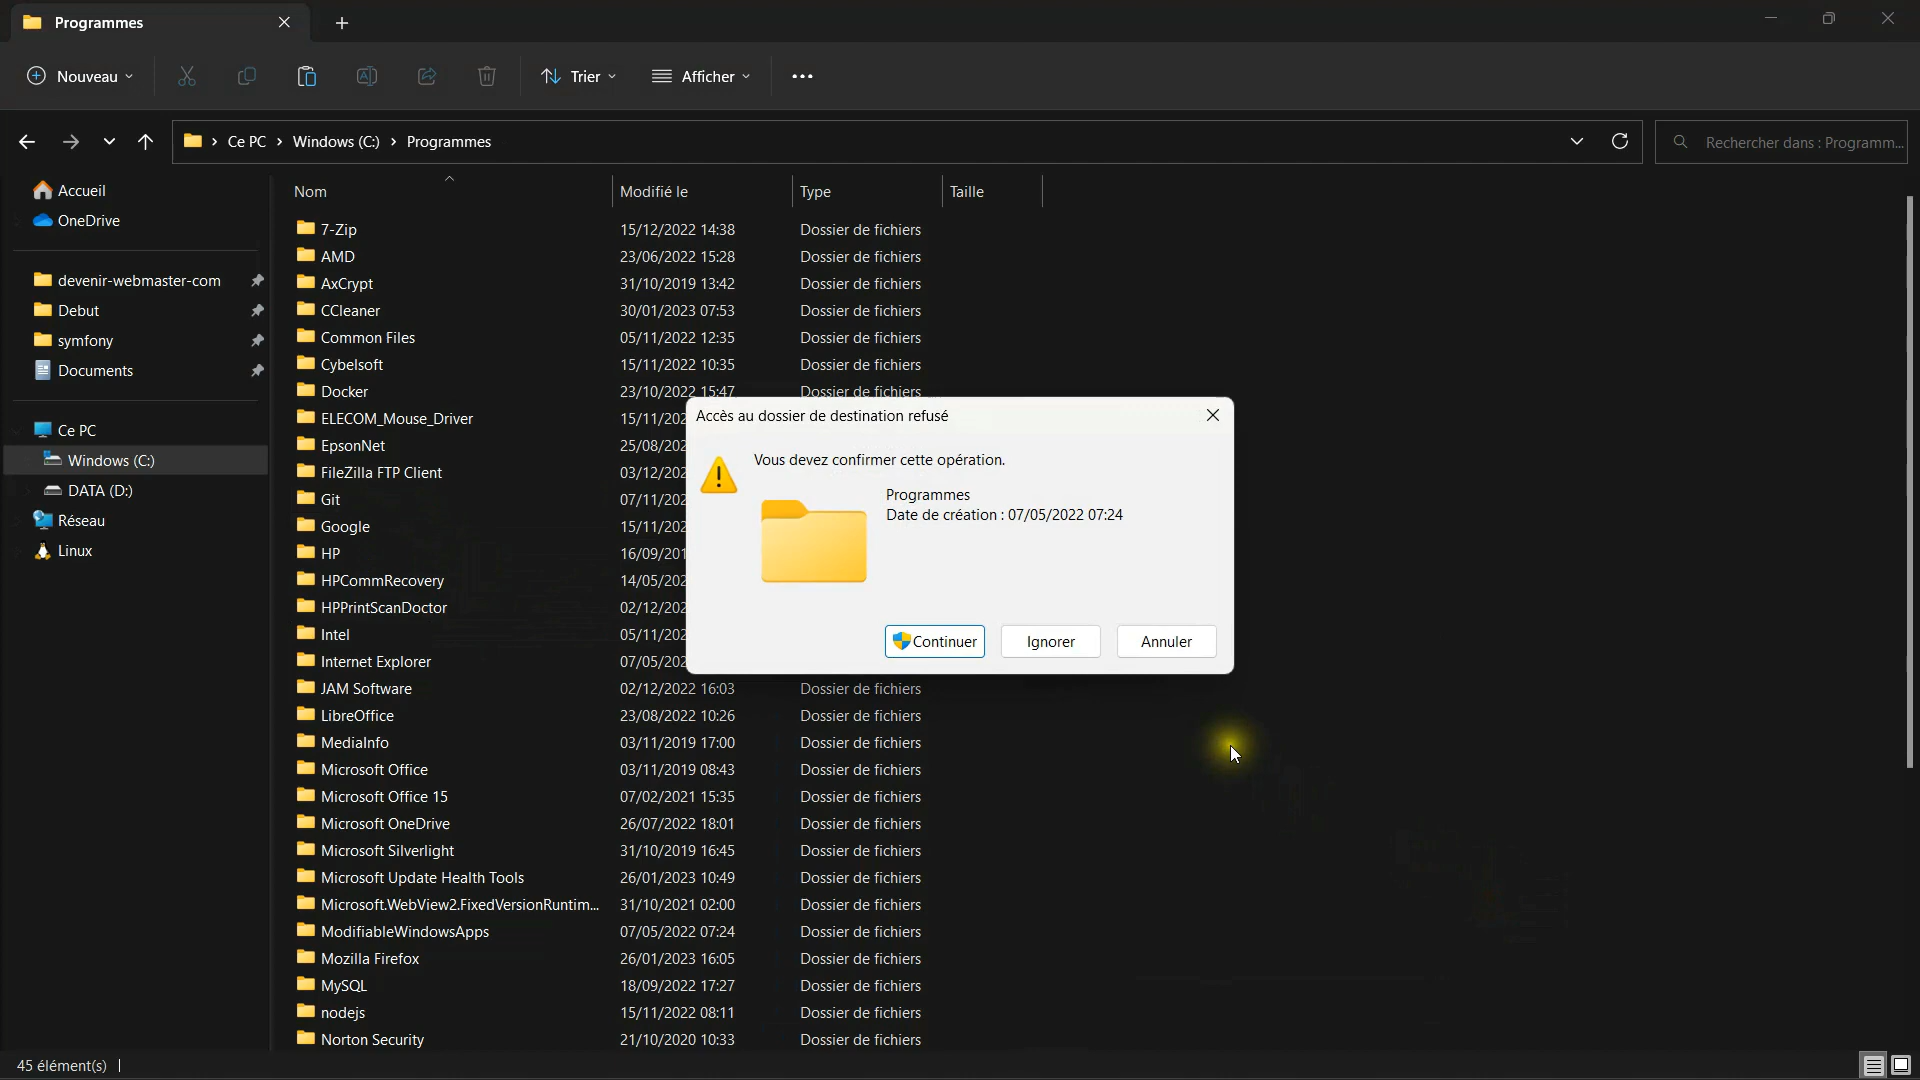 Programmes
Nouveau
Trier
Afficher
Ce PC
Windows (C:)
Programmes
Rechercher dans : Programm...
Accueil
OneDrive
devenir-webmaster-com
Debut
symfony
Documents
Ce PC
Windows (C:)
DATA (D:)
Réseau
Linux
Nom Modifié le Type Taille
7-Zip 15/12/2022 14:38 Dossier de fichiers
AMD 23/06/2022 15:28 Dossier de fichiers
AxCrypt 31/10/2019 13:42 Dossier de fichiers
CCleaner 30/01/2023 07:53 Dossier de fichiers
Common Files 05/11/2022 12:35 Dossier de fichiers
Cybelsoft 15/11/2022 10:35 Dossier de fichiers
Docker 23/10/2022 15:47 Dossier de fichiers
ELECOM_Mouse_Driver 15/11/202
EpsonNet 25/08/202
FileZilla FTP Client 03/12/202
Git 07/11/202
Google 15/11/202
HP 16/09/201
HPCommRecovery 14/05/202
HPPrintScanDoctor 02/12/202
Intel 05/11/202
Internet Explorer 07/05/202
JAM Software 02/12/2022 16:03 Dossier de fichiers
LibreOffice 23/08/2022 10:26 Dossier de fichiers
MediaInfo 03/11/2019 17:00 Dossier de fichiers
Microsoft Office 03/11/2019 08:43 Dossier de fichiers
Microsoft Office 15 07/02/2021 15:35 Dossier de fichiers
Microsoft OneDrive 26/07/2022 18:01 Dossier de fichiers
Microsoft Silverlight 31/10/2019 16:45 Dossier de fichiers
Microsoft Update Health Tools 26/01/2023 10:49 Dossier de fichiers
Microsoft.WebView2.FixedVersionRuntim... 31/10/2021 02:00 Dossier de fichiers
ModifiableWindowsApps 07/05/2022 07:24 Dossier de fichiers
Mozilla Firefox 26/01/2023 16:05 Dossier de fichiers
MySQL 18/09/2022 17:27 Dossier de fichiers
nodejs 15/11/2022 08:11 Dossier de fichiers
Norton Security 21/10/2020 10:33 Dossier de fichiers
Accès au dossier de destination refusé
Vous devez confirmer cette opération.
Programmes
Date de création : 07/05/2022 07:24
Continuer
Ignorer
Annuler
45 élément(s)